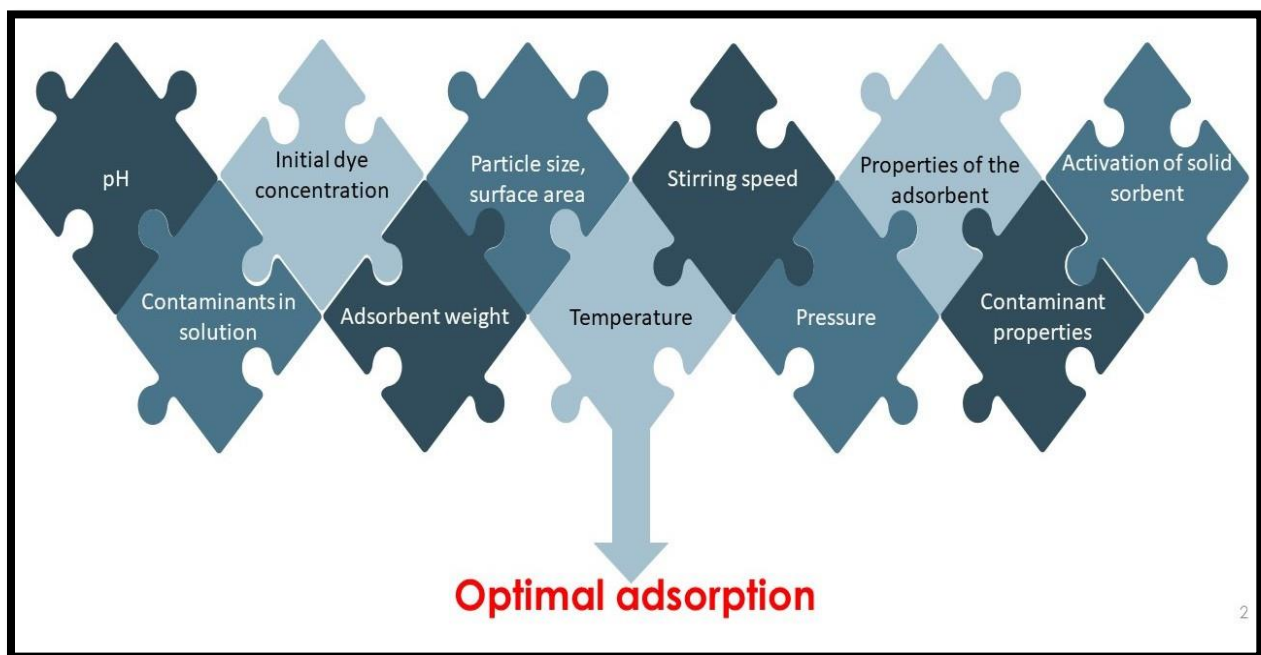 pH
Initial dye
concentration
Particle size,
surface area
Stirring speed
Properties of the
adsorbent
Activation of solid
sorbent
Contaminants in
solution
Adsorbent weight
Temperature
Pressure
Contaminant
properties
Optimal adsorption
2